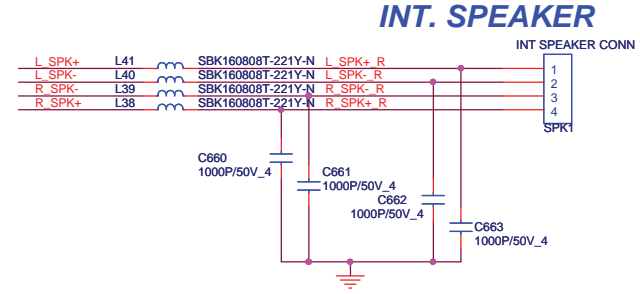 INT. SPEAKER
INT SPEAKER CONN
L_SPK+ L41 SBK160808T-221Y-N L_SPK+_R 1
L_SPK- L40 SBK160808T-221Y-N L_SPK-_R 2
R_SPK- L39 SBK160808T-221Y-N R_SPK-_R 3
R_SPK+ L38 SBK160808T-221Y-N R_SPK+_R 4
SPK1
C660
1000P/50V_4
C661
1000P/50V_4
C662
1000P/50V_4
C663
1000P/50V_4